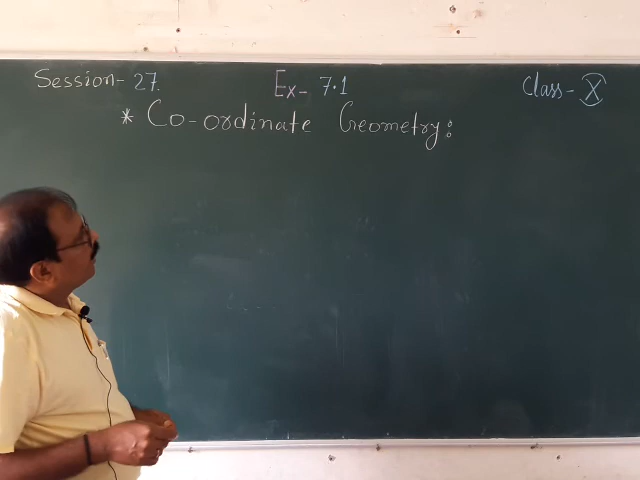 Session- 27. Ex- 7.1 Class- X
* Co-ordinate Geometry: